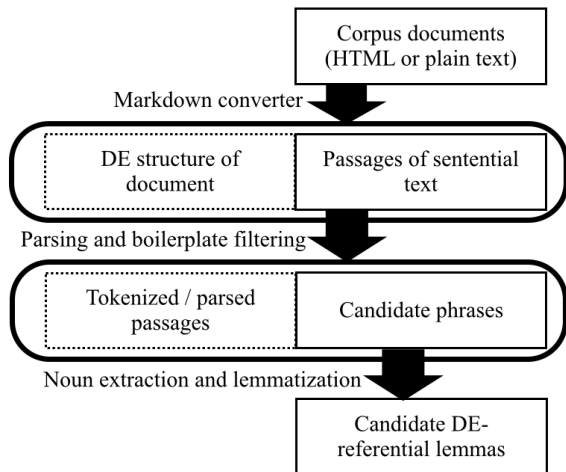 Corpus documents
(HTML or plain text)
Markdown converter
DE structure of
document
Passages of sentential
text
Parsing and boilerplate filtering
Tokenized / parsed
passages
Candidate phrases
Noun extraction and lemmatization
Candidate DE-
referential lemmas